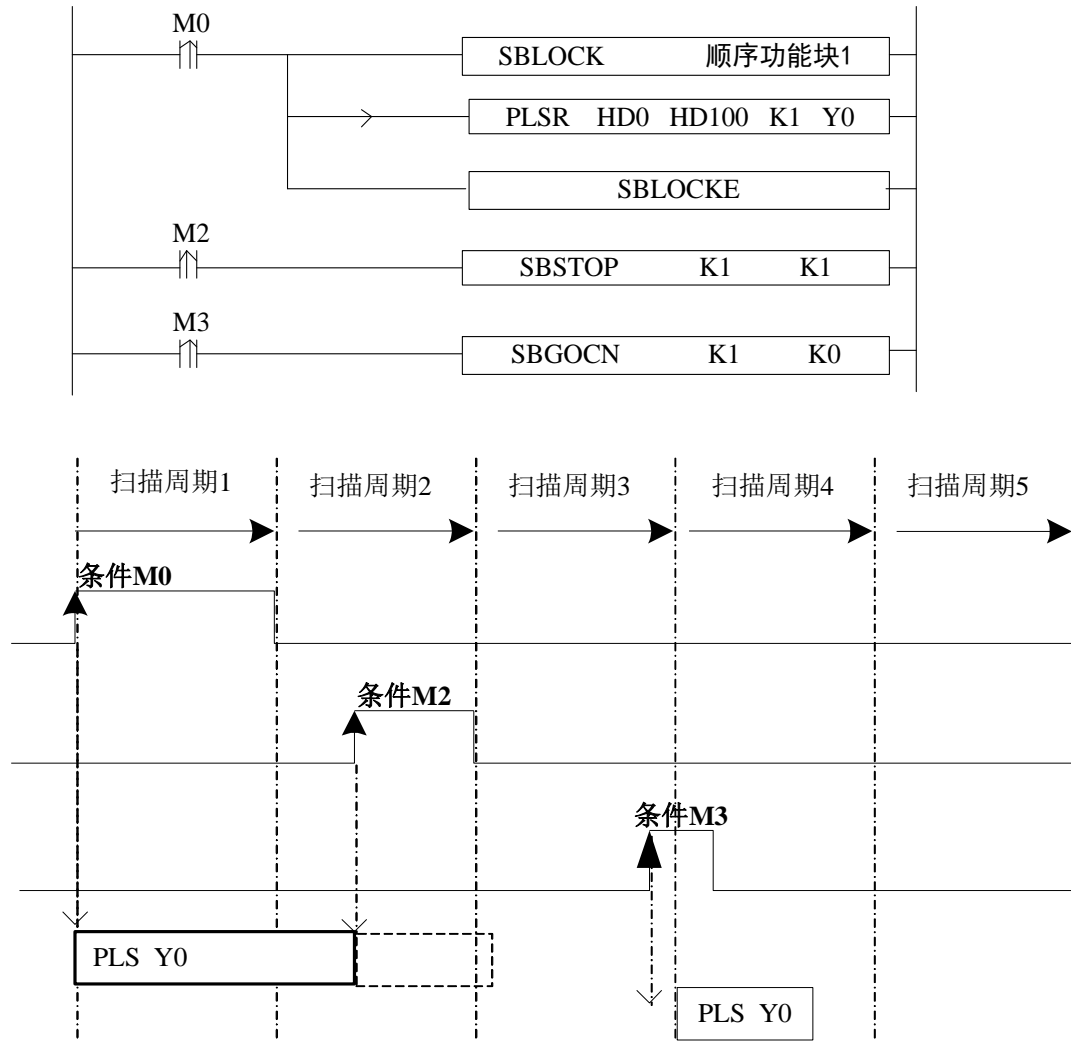 M0
SBLOCK 顺序功能块1
PLSR HD0 HD100 K1 Y0
SBLOCKE
M2
SBSTOP K1 K1
M3
SBGOCN K1 K0
扫描周期1 扫描周期2 扫描周期3 扫描周期4 扫描周期5
条件M0
条件M2
条件M3
PLS Y0
PLS Y0